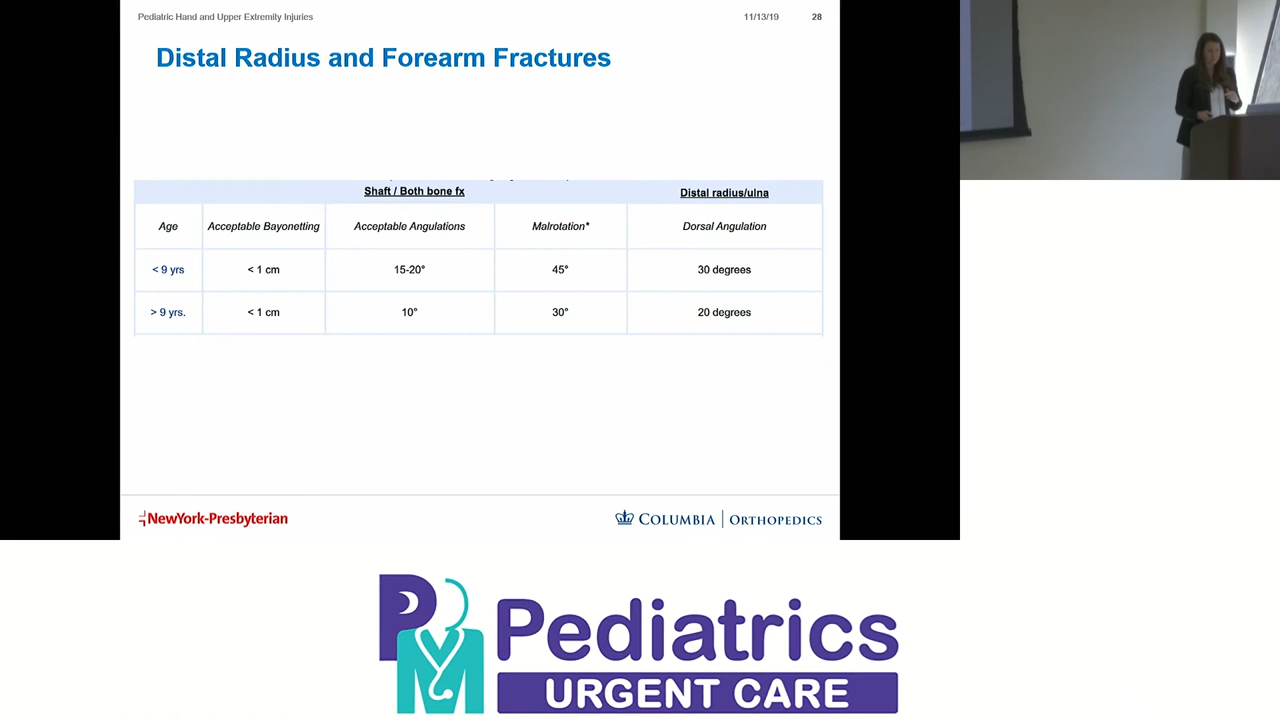 Pediatric Hand and Upper Extremity Injuries 11/13/19 28
Distal Radius and Forearm Fractures
Shaft / Both bone fx Distal radius/ulna
Age Acceptable Bayonetting Acceptable Angulations Malrotation* Dorsal Angulation
< 9 yrs < 1 cm 15-20° 45° 30 degrees
> 9 yrs. < 1 cm 10° 30° 20 degrees
NewYork-Presbyterian COLUMBIA | ORTHOPEDICS
PM Pediatrics
URGENT CARE